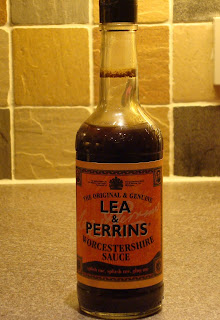 THE ORIGINAL & GENUINE
LEA
&
PERRINS
WORCESTERSHIRE
SAUCE